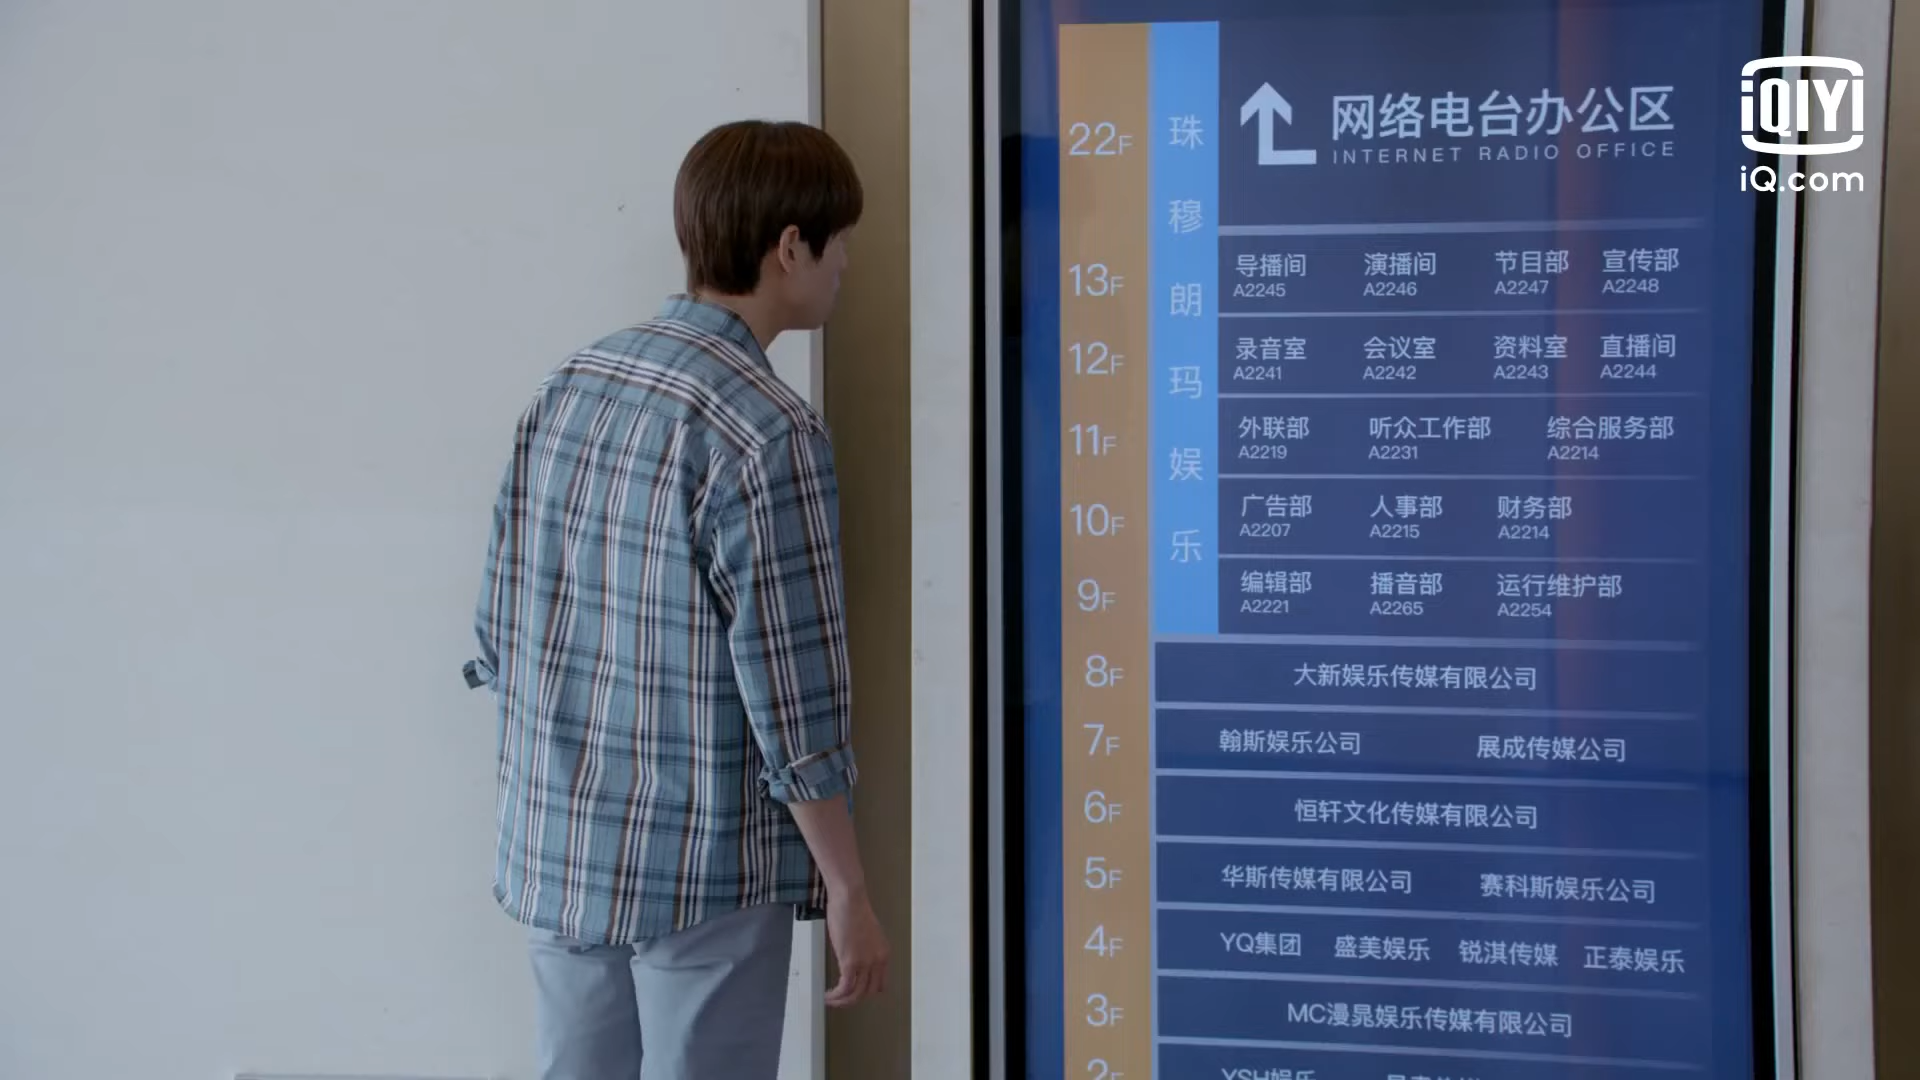 iQIYI
iQ.com
22F
网络电台办公区
INTERNET RADIO OFFICE
珠穆朗玛娱乐
13F
导播间 演播间 节目部 宣传部
A2245 A2246 A2247 A2248
12F
录音室 会议室 资料室 直播间
A2241 A2242 A2243 A2244
11F
外联部 听众工作部 综合服务部
A2219 A2231 A2214
10F
广告部 人事部 财务部
A2207 A2215 A2214
9F
编辑部 播音部 运行维护部
A2221 A2265 A2254
8F 大新娱乐传媒有限公司
7F 翰斯娱乐公司 展成传媒公司
6F 恒轩文化传媒有限公司
5F 华斯传媒有限公司 赛科斯娱乐公司
4F YQ集团 盛美娱乐 锐淇传媒 正泰娱乐
3F MC漫晁娱乐传媒有限公司
2F YSH娱乐